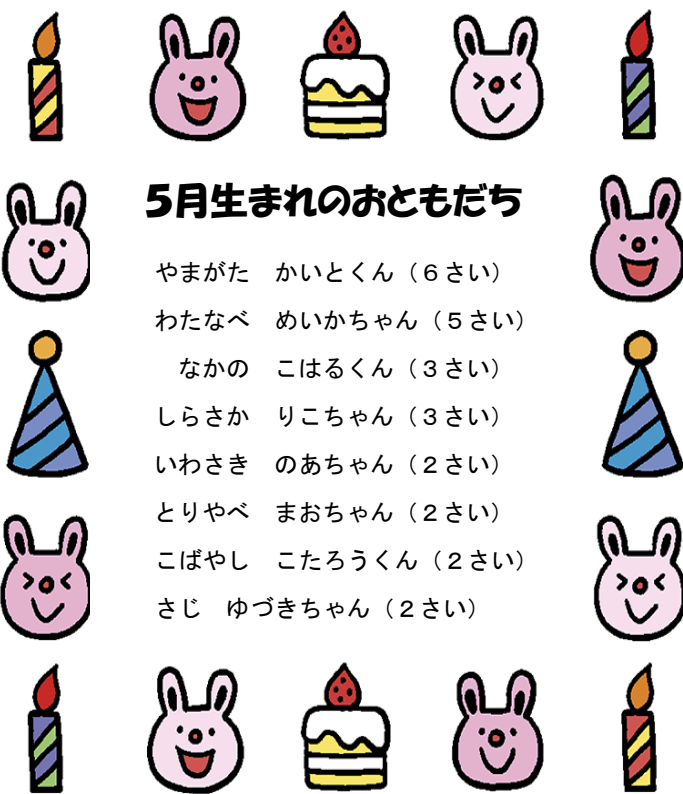 5月生まれのおともだち
やまがた　かいとくん（６さい）
わたなべ　めいかちゃん（５さい）
なかの　こはるくん（３さい）
しらさか　りこちゃん（３さい）
いわさき　のあちゃん（２さい）
とりやべ　まおちゃん（２さい）
こばやし　こたろうくん（２さい）
さじ　ゆづきちゃん（２さい）